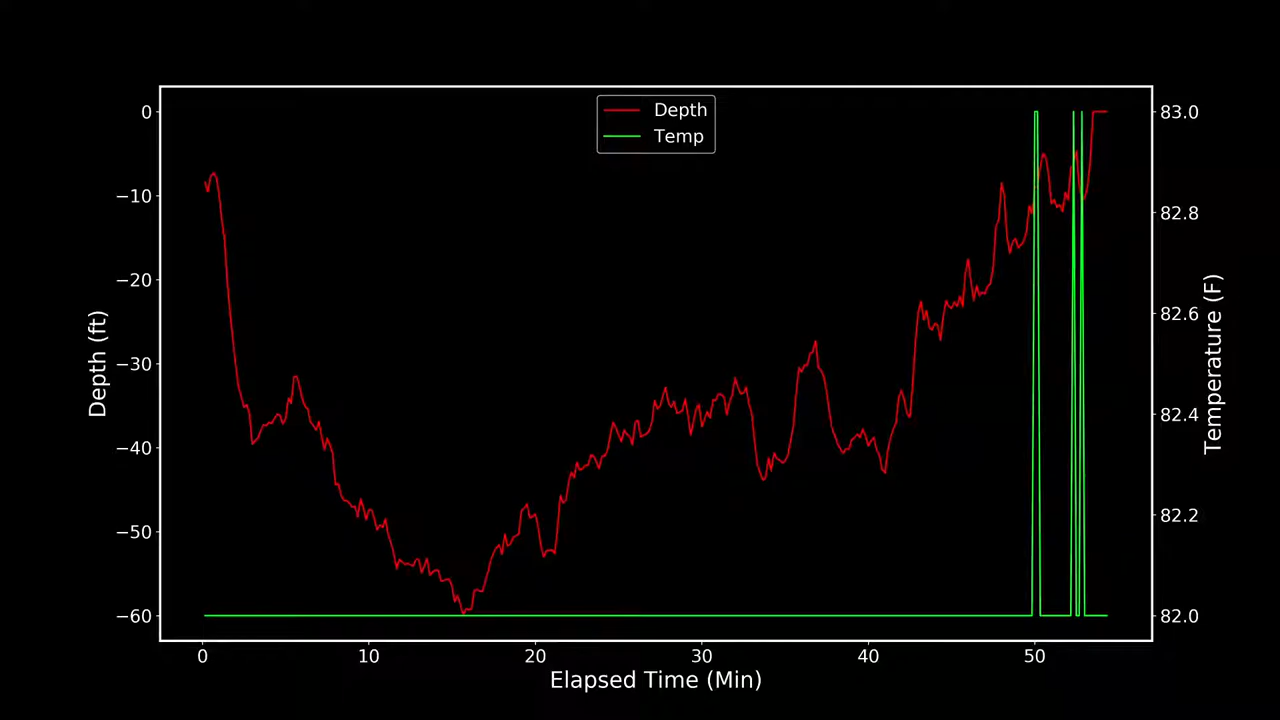 Depth
Temp
0
−10
−20
−30
−40
−50
−60
Depth (ft)
83.0
82.8
82.6
82.4
82.2
82.0
Temperature (F)
0 10 20 30 40 50
Elapsed Time (Min)